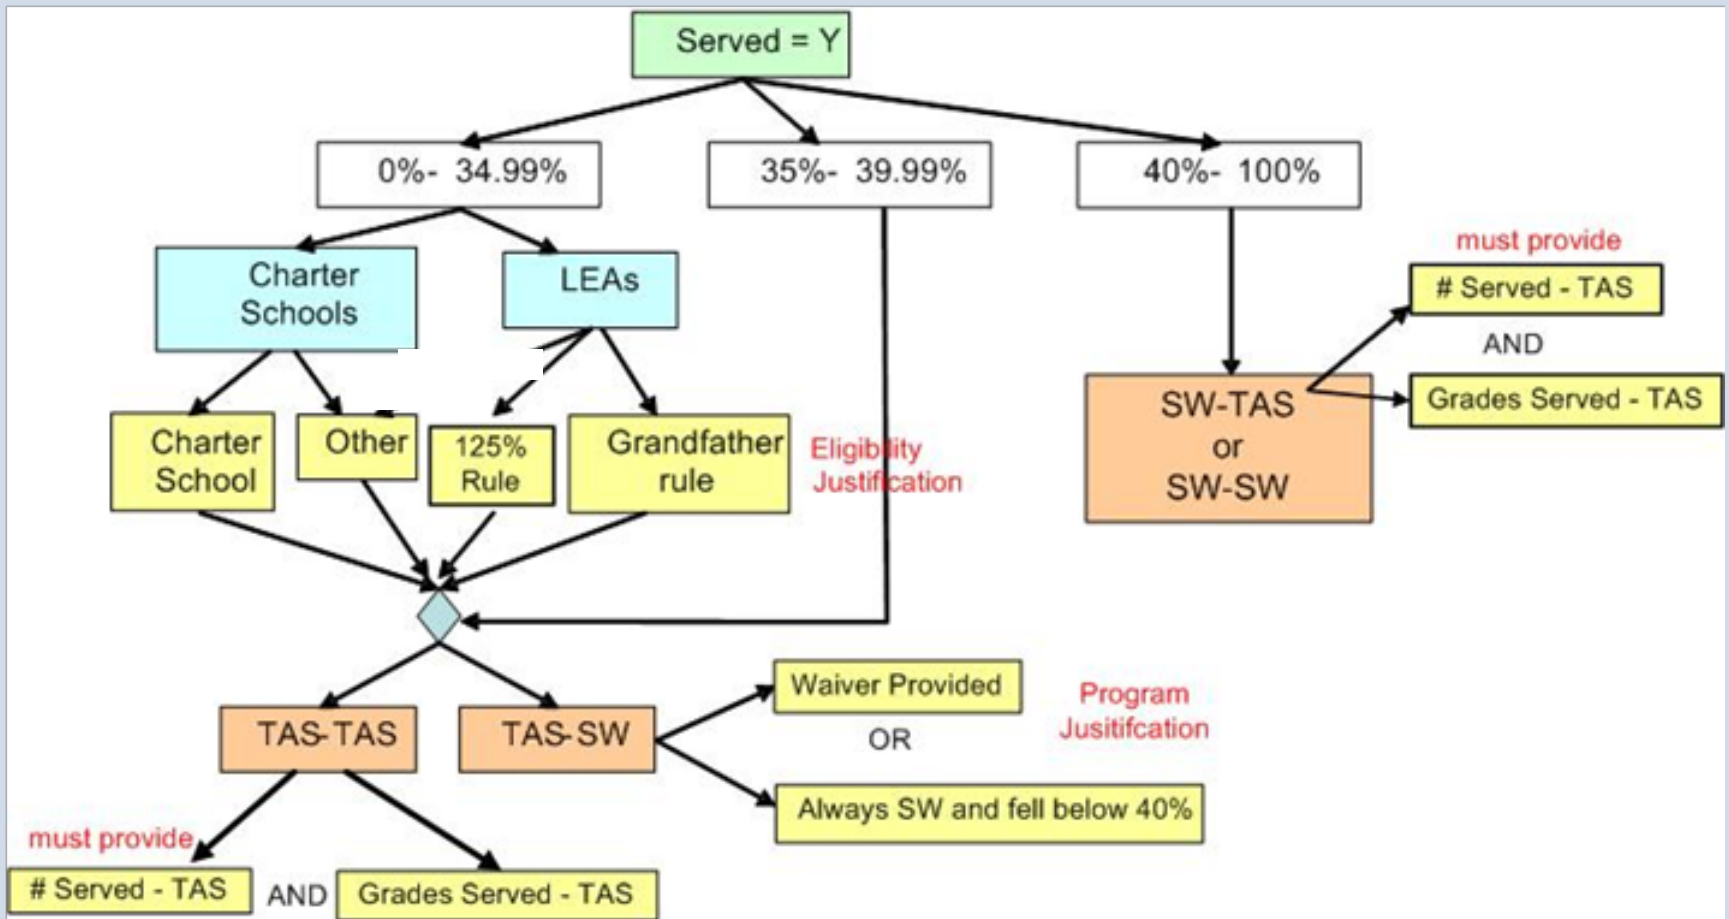 Served = Y
0%- 34.99%
35%- 39.99%
40%- 100%
must provide
# Served - TAS
AND
Grades Served - TAS
Charter
Schools
LEAs
SW-TAS
or
SW-SW
Charter
School
Other
125%
Rule
Grandfather
rule
Eligibility
Justification
TAS-TAS
TAS-SW
Waiver Provided
OR
Always SW and fell below 40%
Program
Jusitifcation
must provide
# Served - TAS
AND
Grades Served - TAS